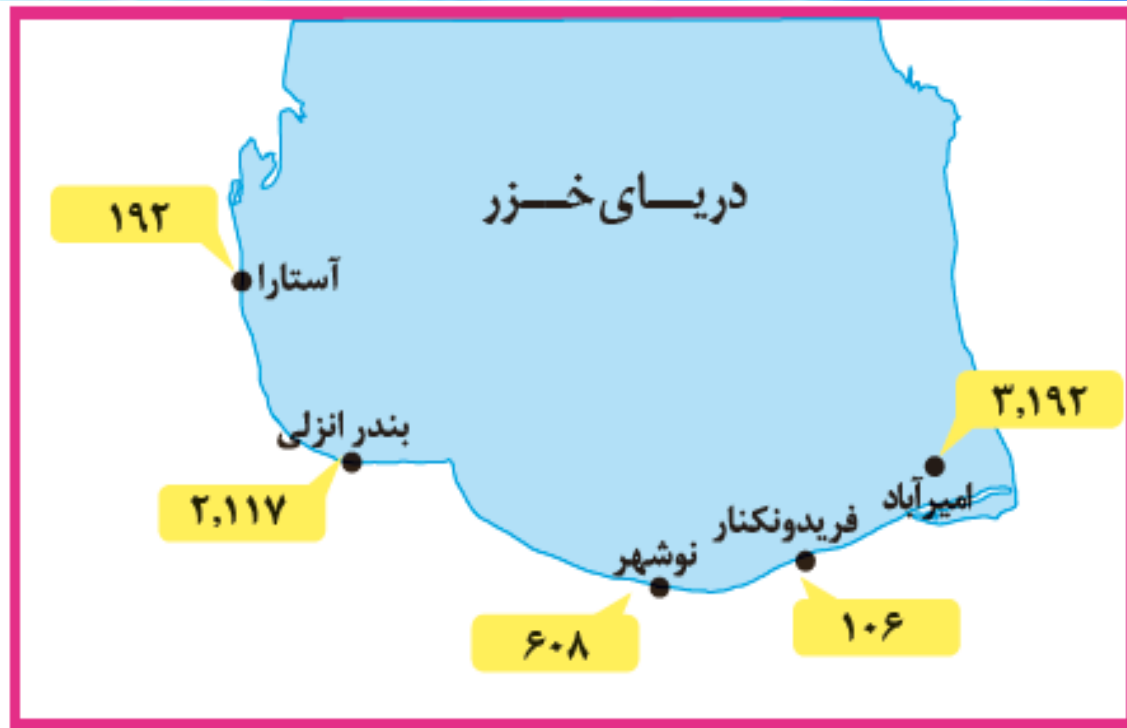 دریای خزر
۱۹۲
آستارا
۳,۱۹۲
بندر انزلی
امیرآباد
۲,۱۱۷
فریدونکنار
نوشهر
۱۰۶
۶۰۸